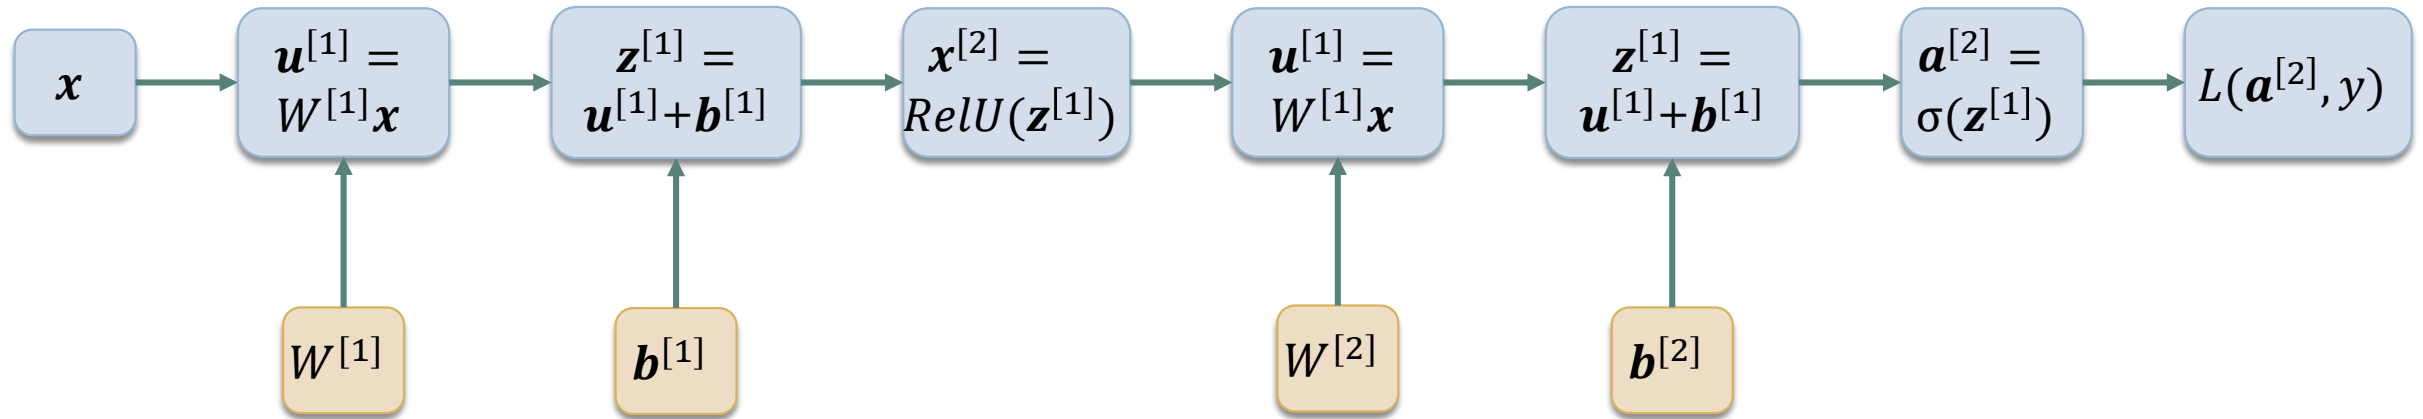 x
u^[1] =
W^[1]x
z^[1] =
u^[1]+b^[1]
x^[2] =
RelU(z^[1])
u^[1] =
W^[1]x
z^[1] =
u^[1]+b^[1]
a^[2] =
σ(z^[1])
L(a^[2], y)
W^[1]
b^[1]
W^[2]
b^[2]